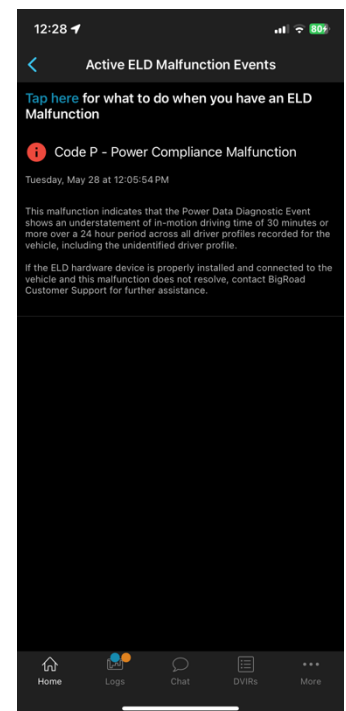 12:28
80
Active ELD Malfunction Events
Tap here for what to do when you have an ELD
Malfunction
Code P - Power Compliance Malfunction
Tuesday, May 28 at 12:05:54 PM
This malfunction indicates that the Power Data Diagnostic Event
shows an understatement of in-motion driving time of 30 minutes or
more over a 24 hour period across all driver profiles recorded for the
vehicle, including the unidentified driver profile.
If the ELD hardware device is properly installed and connected to the
vehicle and this malfunction does not resolve, contact BigRoad
Customer Support for further assistance.
Home Logs Chat DVIRs More